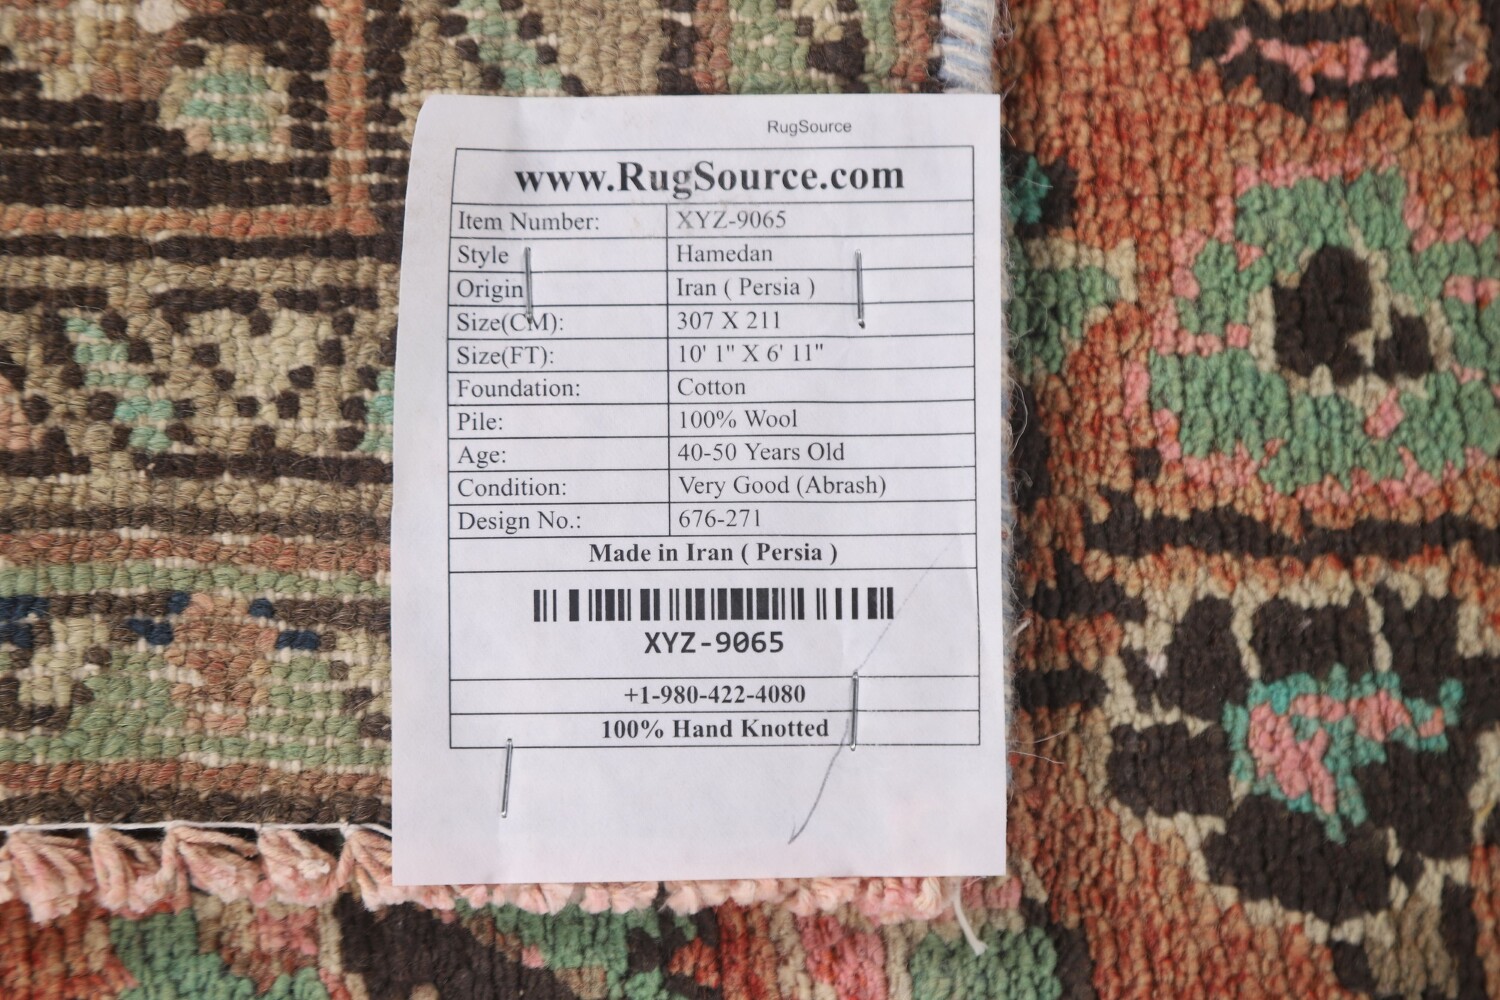 RugSource
www.RugSource.com
Item Number: XYZ-9065
Style Hamedan
Origin Iran ( Persia )
Size(CM): 307 X 211
Size(FT): 10' 1" X 6' 11"
Foundation: Cotton
Pile: 100% Wool
Age: 40-50 Years Old
Condition: Very Good (Abrash)
Design No.: 676-271
Made in Iran ( Persia )
XYZ-9065
+1-980-422-4080
100% Hand Knotted